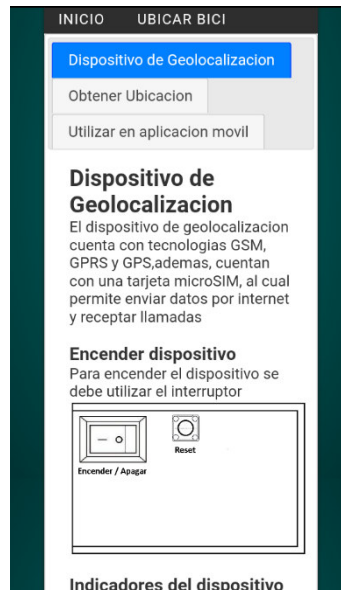 INICIO UBICAR BICI
Dispositivo de Geolocalizacion
Obtener Ubicacion
Utilizar en aplicacion movil
Dispositivo de
Geolocalizacion
El dispositivo de geolocalizacion
cuenta con tecnologias GSM,
GPRS y GPS,ademas, cuentan
con una tarjeta microSIM, al cual
permite enviar datos por internet
y receptar llamadas
Encender dispositivo
Para encender el dispositivo se
debe utilizar el interruptor
Reset
Encender / Apagar
Indicadores del dispositivo